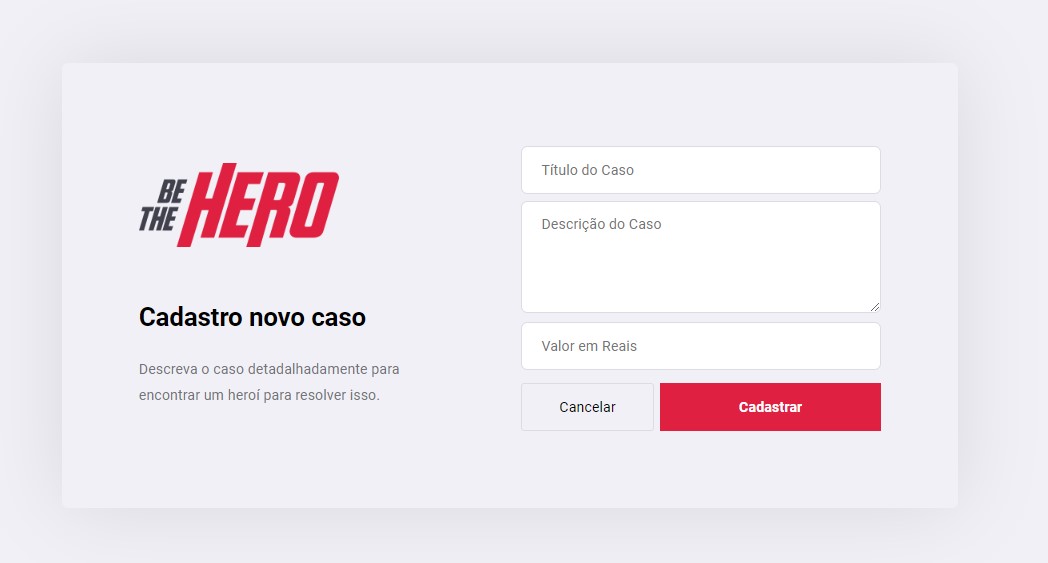 BE
THE HERO
Cadastro novo caso
Descreva o caso detadalhadamente para
encontrar um heroí para resolver isso.
Título do Caso
Descrição do Caso
Valor em Reais
Cancelar
Cadastrar